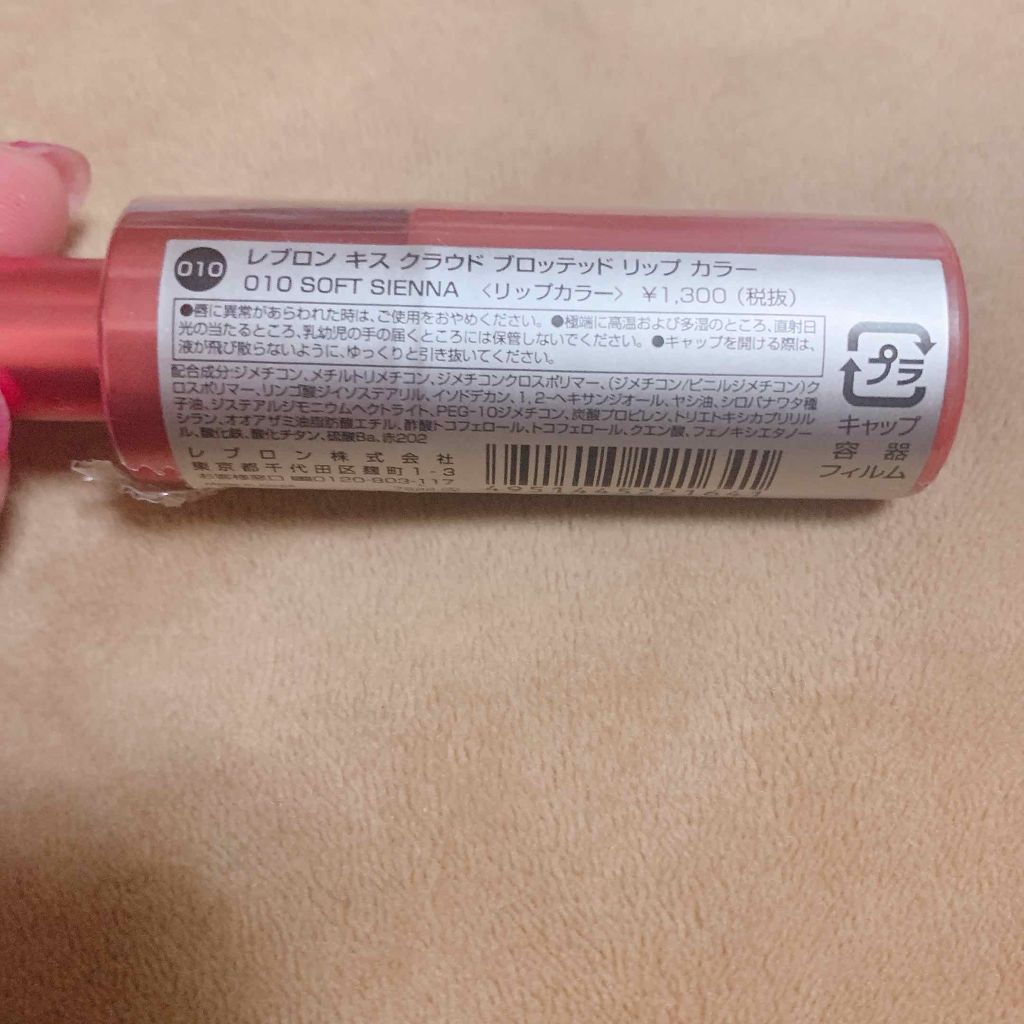 010
レブロン キス クラウド ブロッテッド リップ カラー
010 SOFT SIENNA 〈リップカラー〉 ¥1,300 (税抜)
●唇に異常があらわれた時は、ご使用をおやめください。●極端に高温および多湿のところ、直射日
光の当たるところ、乳幼児の手の届くところには保管しないでください。●キャップを開ける際は、
液が飛び散らないように、ゆっくりと引き抜いてください。
配合成分:ジメチコン、メチルトリメチコン、ジメチコンクロスポリマー、(ジメチコン/ビニルジメチコン)ク
ロスポリマー、リンゴ酸ジイソステアリル、イソドデカン、1,2-ヘキサンジオール、ヤシ油、シロバナワタ種
子油、ジステアルジモニウムヘクトライト、PEG-10ジメチコン、炭酸プロピレン、トリエトキシカプリリル
シラン、オオアザミ油脂肪酸エチル、酢酸トコフェロール、トコフェロール、クエン酸、フェノキシエタノー
ル、酸化鉄、酸化チタン、硫酸Ba、赤202
レブロン株式会社
東京都千代田区麹町1-3
お客様窓口 0120-803-117
プラ
キャップ
容器
フィルム